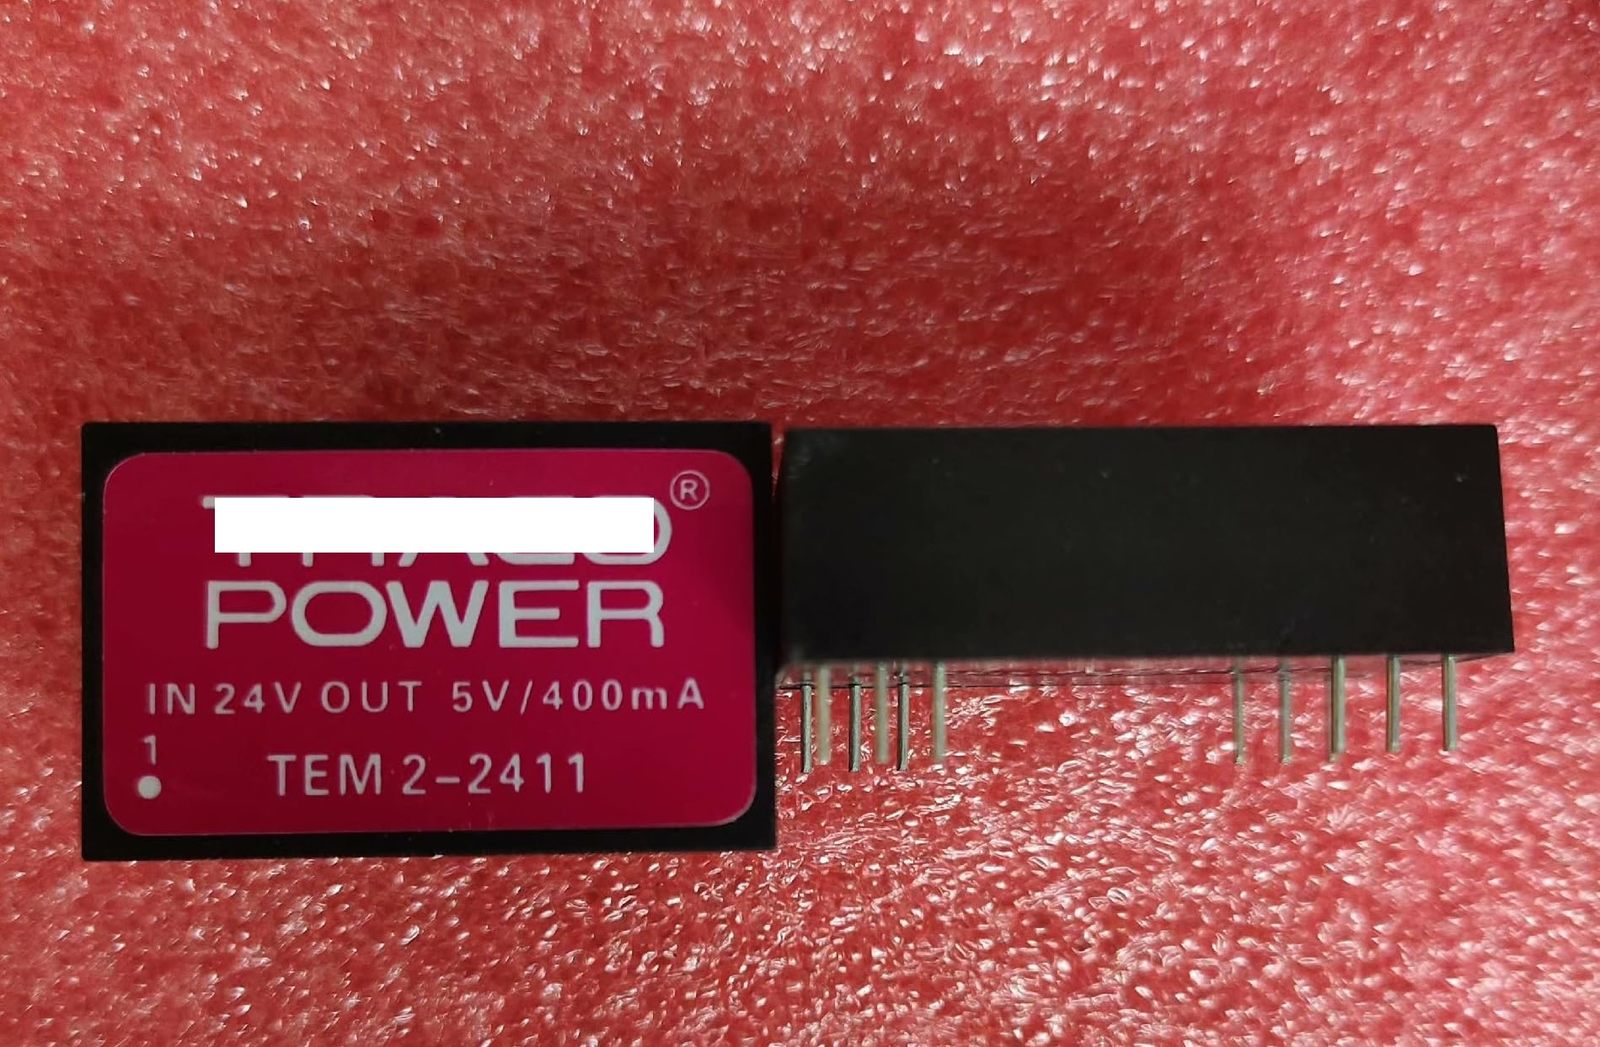 ®
POWER
IN 24V OUT 5V/400mA
1
TEM 2-2411